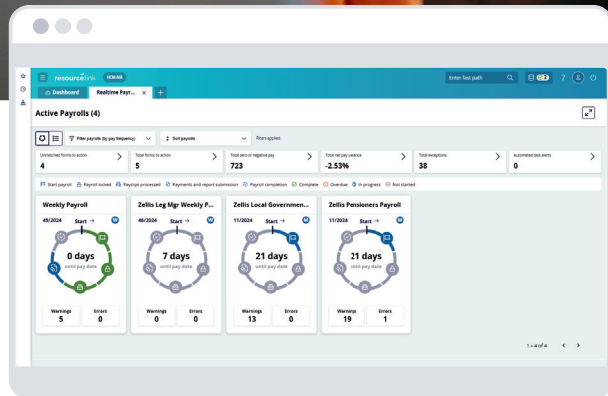 resourcelink HCM-NR
Enter fast path
?
Dashboard Realtime Payr... × +
Active Payrolls (4)
Filter payrolls (by pay frequency) Sort payrolls Filters applied:
Unmatched forms to action Total forms to action Total zero or negative pay Total net pay variance Total exceptions Automated task alerts
4 5 723 -2.53% 38 0
Start payroll Payroll locked Payslips processed Payments and report submission Payroll completion Complete Overdue In progress Not started
Weekly Payroll
45/2024 Start → W
0 days
until pay date
Warnings Errors
5 0
Zellis Leg Mgr Weekly P...
46/2024 Start → W
7 days
until pay date
Warnings Errors
0 0
Zellis Local Governmen...
11/2024 Start → M
21 days
until pay date
Warnings Errors
13 0
Zellis Pensioners Payroll
11/2024 Start → M
21 days
until pay date
Warnings Errors
19 1
1 – 4 of 4 < >